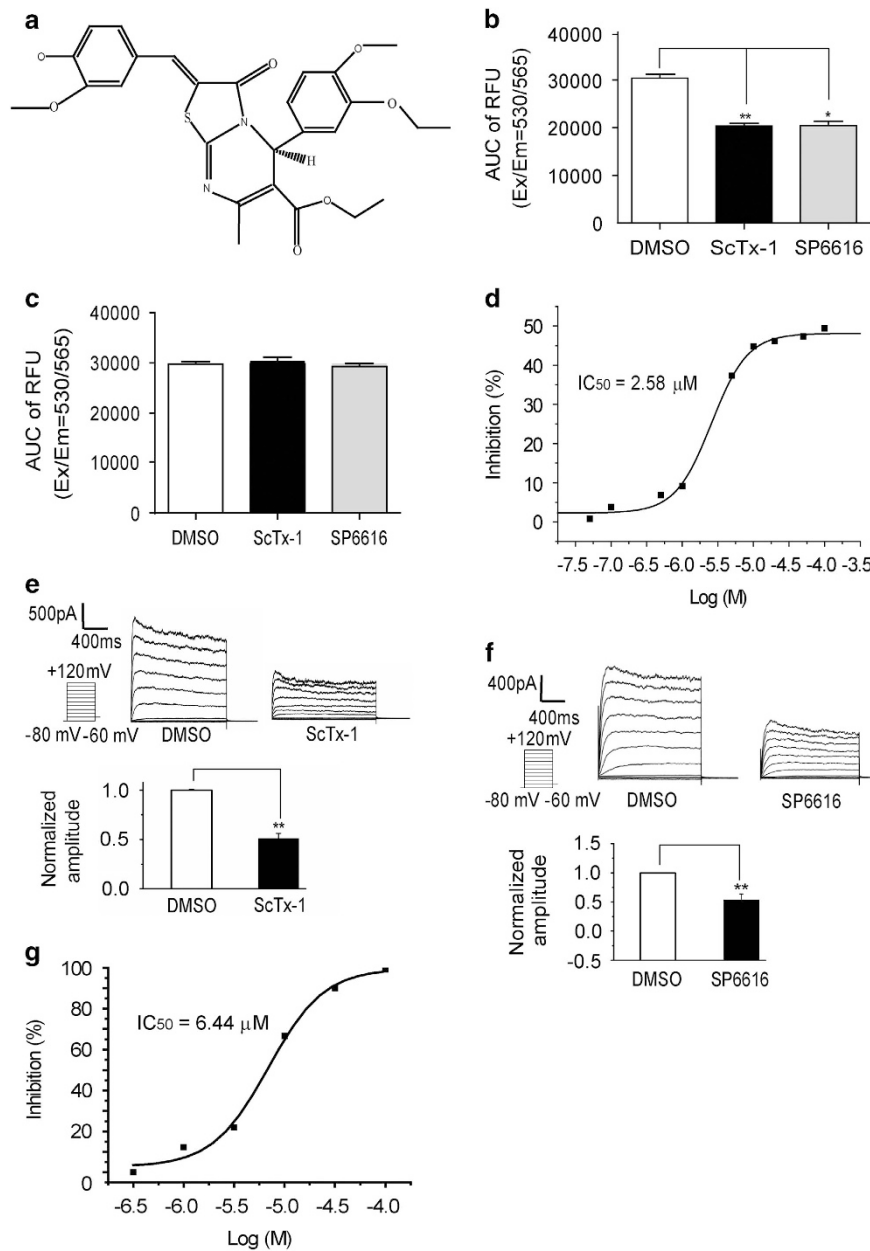 a
O
O
O
S
N
N
H
O
O
O
O
b
AUC of RFU
(Ex/Em=530/565)
40000
30000
20000
10000
0
**
*
DMSO ScTx-1 SP6616
c
AUC of RFU
(Ex/Em=530/565)
40000
30000
20000
10000
0
DMSO ScTx-1 SP6616
d
Inhibition (%)
50
40
30
20
10
0
IC50 = 2.58 μM
-7.5 -7.0 -6.5 -6.0 -5.5 -5.0 -4.5 -4.0 -3.5
Log (M)
e
500pA
400ms
+120mV
-80 mV -60 mV DMSO ScTx-1
Normalized
amplitude
1.0
0.5
0.0
**
DMSO ScTx-1
f
400pA
400ms
+120mV
-80 mV -60 mV DMSO SP6616
Normalized
amplitude
1.5
1.0
0.5
0.0
-0.5
**
DMSO SP6616
g
Inhibition (%)
100
80
60
40
20
0
IC50 = 6.44 μM
-6.5 -6.0 -5.5 -5.0 -4.5 -4.0
Log (M)